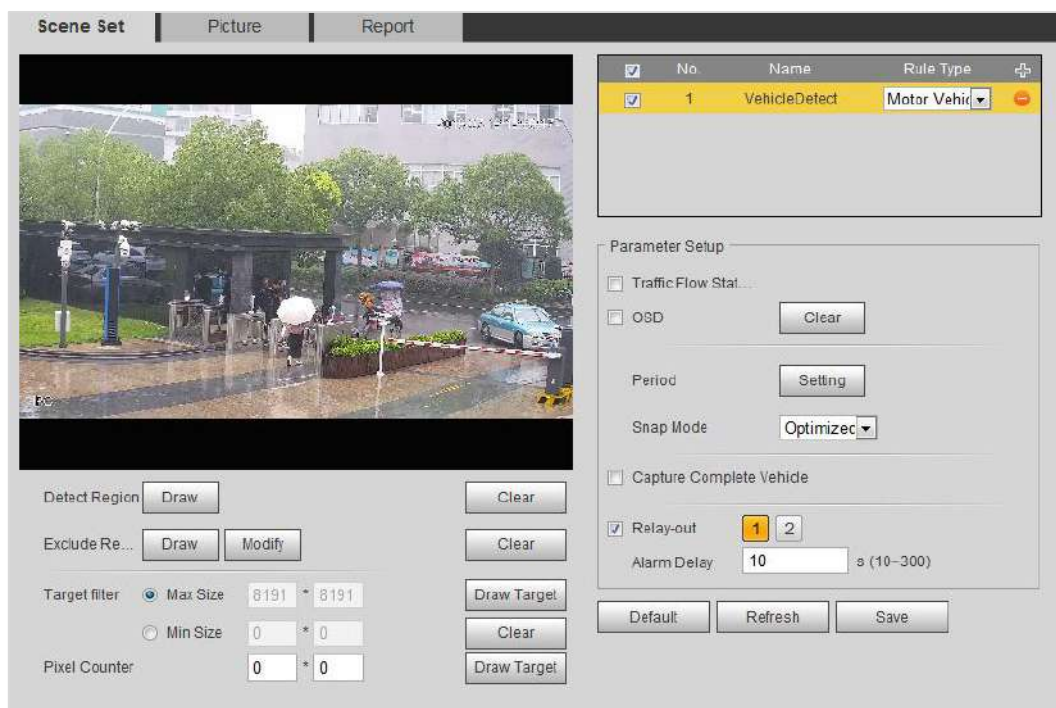 Scene Set Picture Report
No. Name Rule Type
1 VehicleDetect Motor Vehic
Parameter Setup
Traffic Flow Stat...
OSD Clear
Period Setting
Snap Mode Optimized
Capture Complete Vehicle
Relay-out 1 2
Alarm Delay 10 s (10~300)
Default Refresh Save
Detect Region Draw Clear
Exclude Re... Draw Modify Clear
Target filter Max Size 8191 * 8191 Draw Target
Min Size 0 * 0 Clear
Pixel Counter 0 * 0 Draw Target